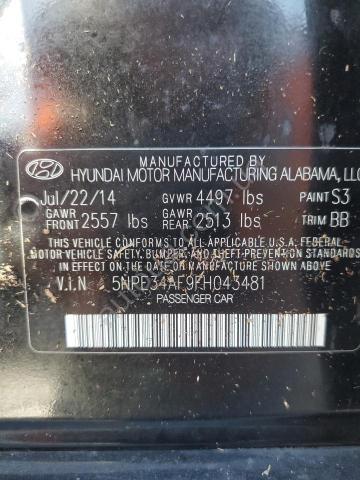 MANUFACTURED BY
HYUNDAI MOTOR MANUFACTURING ALABAMA, LLC
Jul/22/14 GVWR 4497 lbs PAINT S3
GAWR FRONT 2557 lbs GAWR REAR 2513 lbs TRIM BB
THIS VEHICLE CONFORMS TO ALL APPLICABLE U.S.A. FEDERAL
MOTOR VEHICLE SAFETY, BUMPER, AND THEFT PREVENTION
STANDARDS IN EFFECT ON THE DATE OF MANUFACTURE SHOWN ABOVE.
V.I.N 5NPE34AF9FH043481
PASSENGER CAR